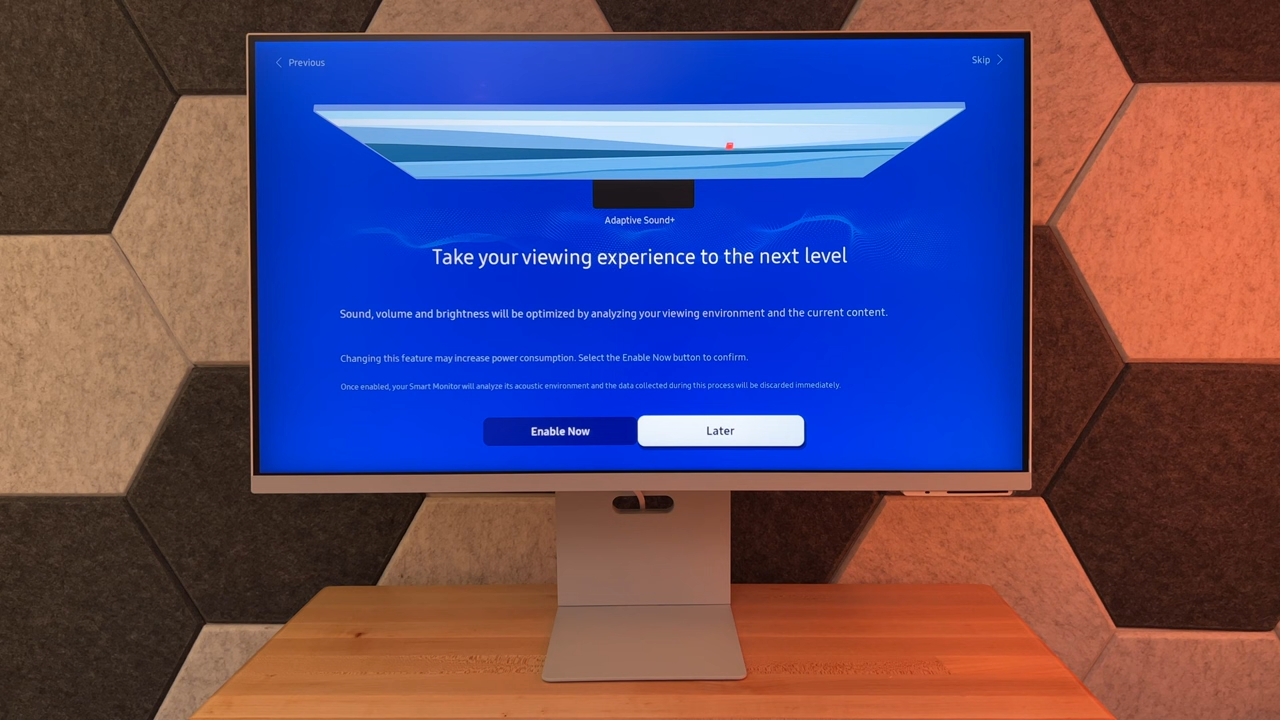 Previous
Skip
Adaptive Sound+
Take your viewing experience to the next level
Sound, volume and brightness will be optimized by analyzing your viewing environment and the current content.
Changing this feature may increase power consumption. Select the Enable Now button to confirm.
Once enabled, your Smart Monitor will analyze its acoustic environment and the data collected during this process will be discarded immediately.
Enable Now
Later